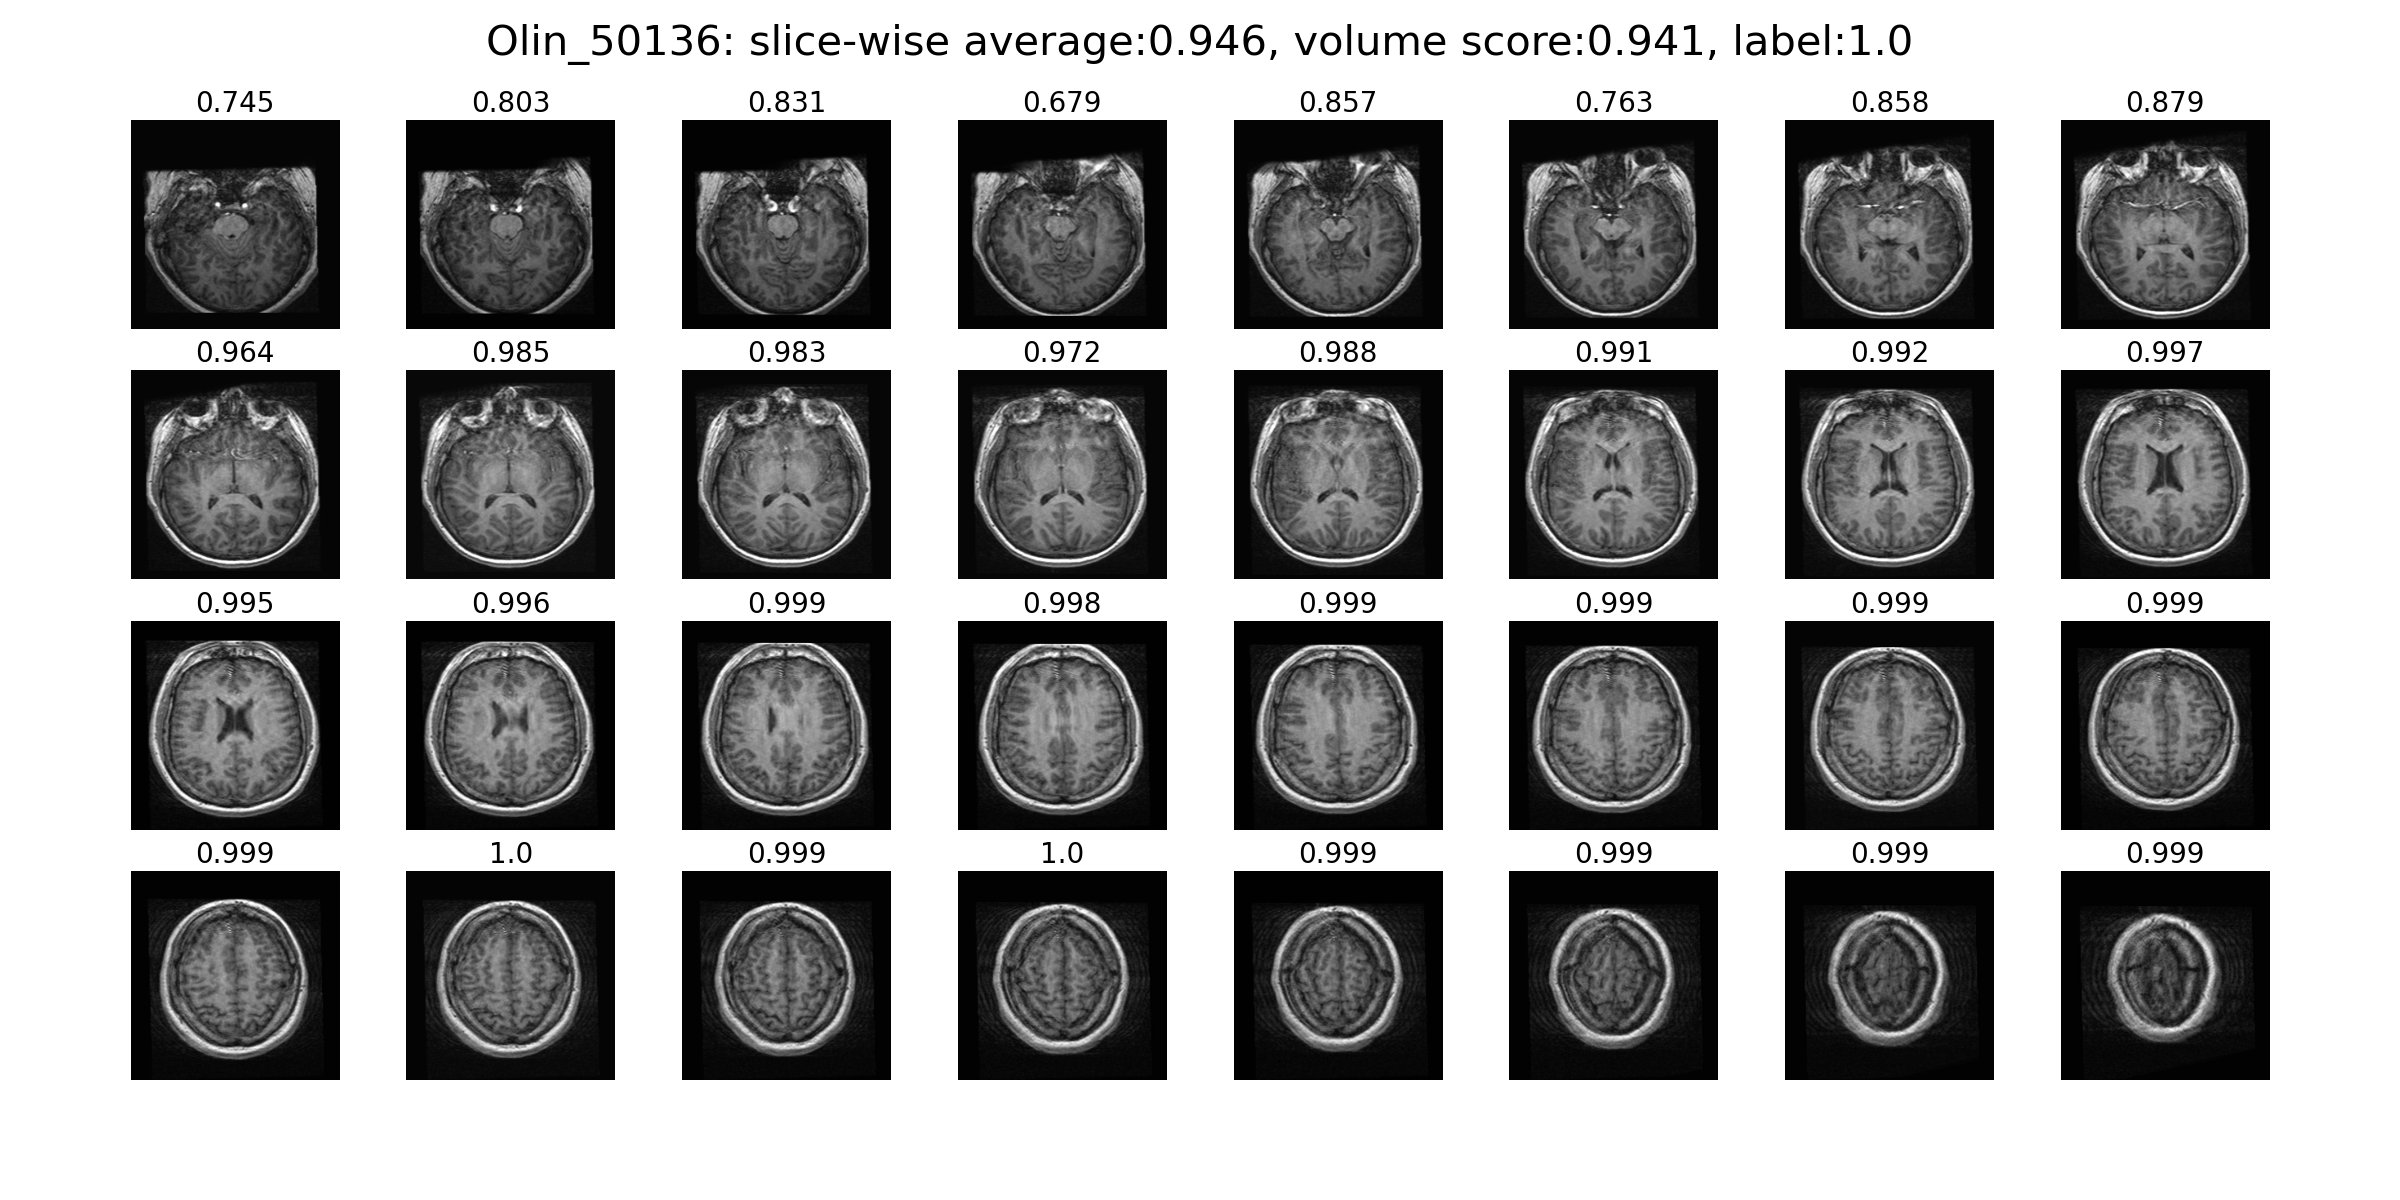 Olin_50136: slice-wise average:0.946, volume score:0.941, label:1.0
0.745 0.803 0.831 0.679 0.857 0.763 0.858 0.879
0.964 0.985 0.983 0.972 0.988 0.991 0.992 0.997
0.995 0.996 0.999 0.998 0.999 0.999 0.999 0.999
0.999 1.0 0.999 1.0 0.999 0.999 0.999 0.999